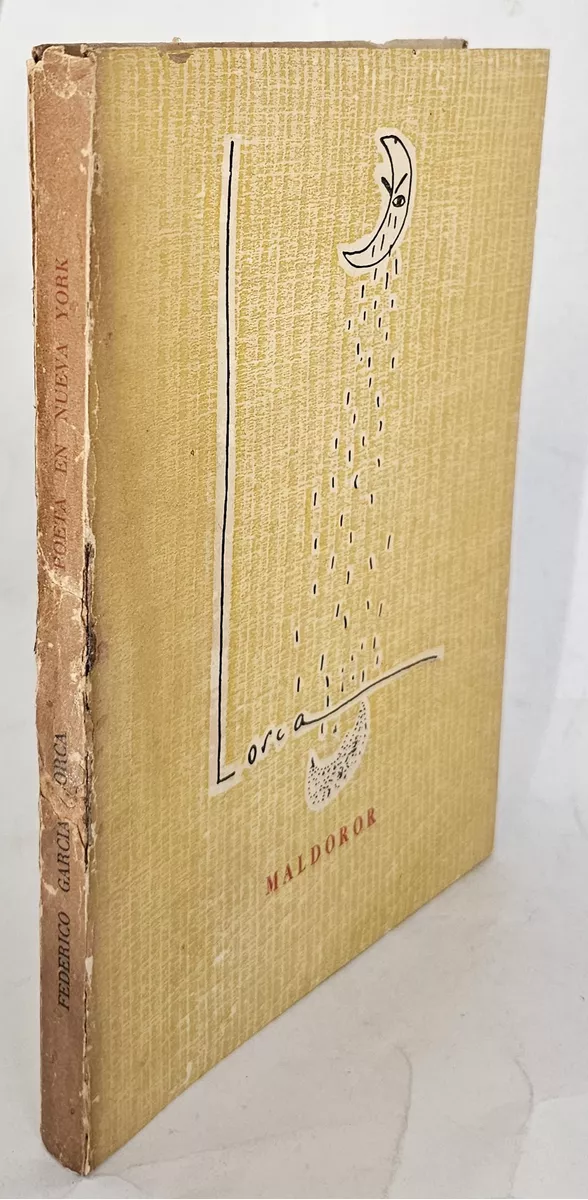 FEDERICO GARCIA LORCA
POETA EN NUEVA YORK
Lorca
MALDOROR